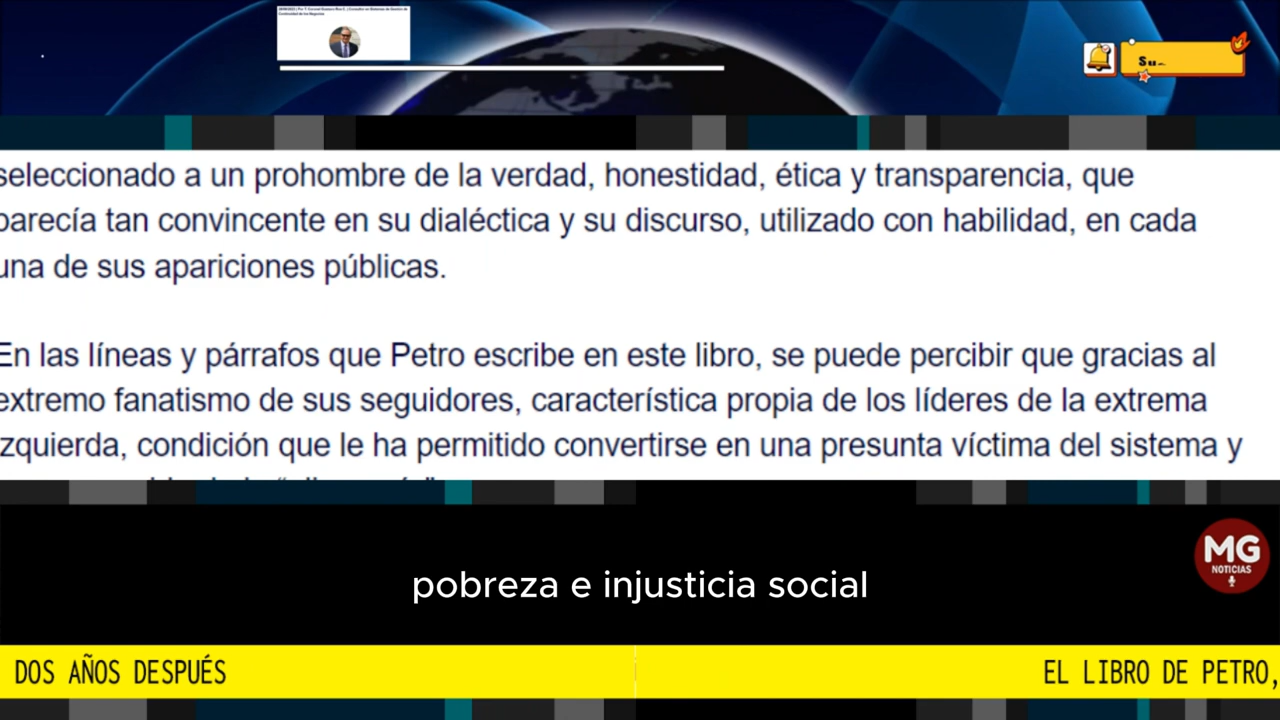 Su
seleccionado a un prohombre de la verdad, honestidad, ética y transparencia, que
parecía tan convincente en su dialéctica y su discurso, utilizado con habilidad, en cada
una de sus apariciones públicas.
En las líneas y párrafos que Petro escribe en este libro, se puede percibir que gracias al
extremo fanatismo de sus seguidores, característica propia de los líderes de la extrema
izquierda, condición que le ha permitido convertirse en una presunta víctima del sistema y
MG
NOTICIAS
pobreza e injusticia social
DOS AÑOS DESPUÉS
EL LIBRO DE PETRO,